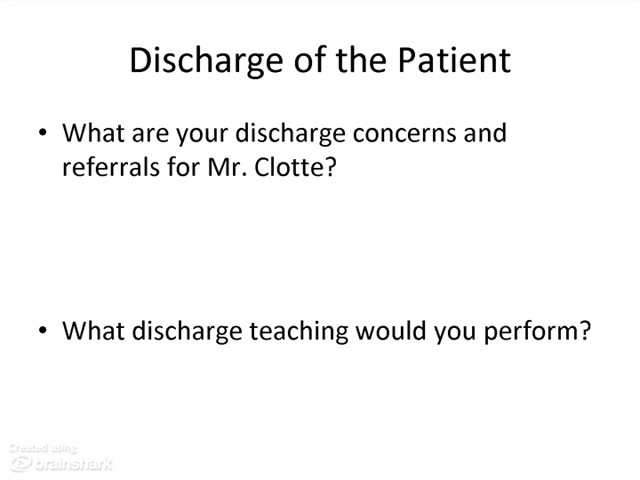 Discharge of the Patient
• What are your discharge concerns and
referrals for Mr. Clotte?
• What discharge teaching would you perform?
Created using
brainshark